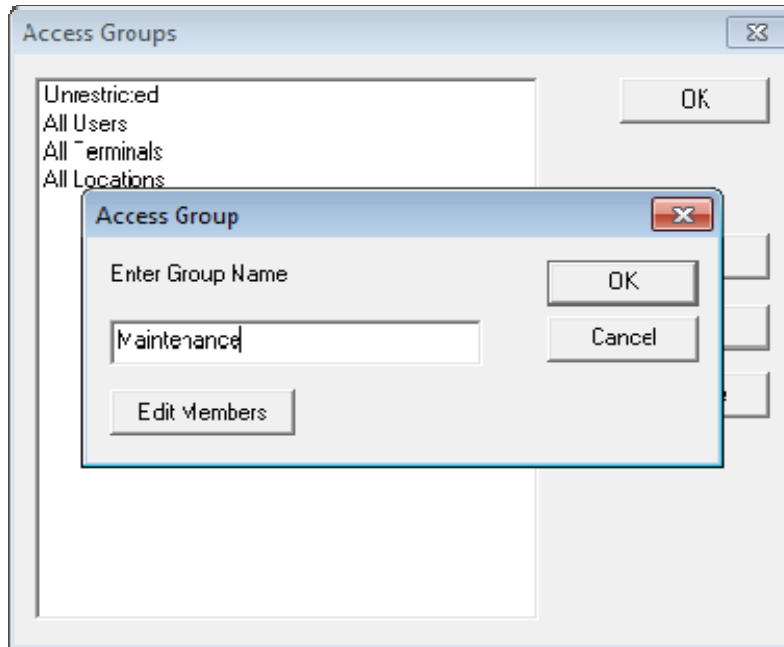 Access Groups
Unrestricted
All Users
All Terminals
All Locations
OK
Access Group
Enter Group Name
OK
Maintenance
Cancel
Edit Members